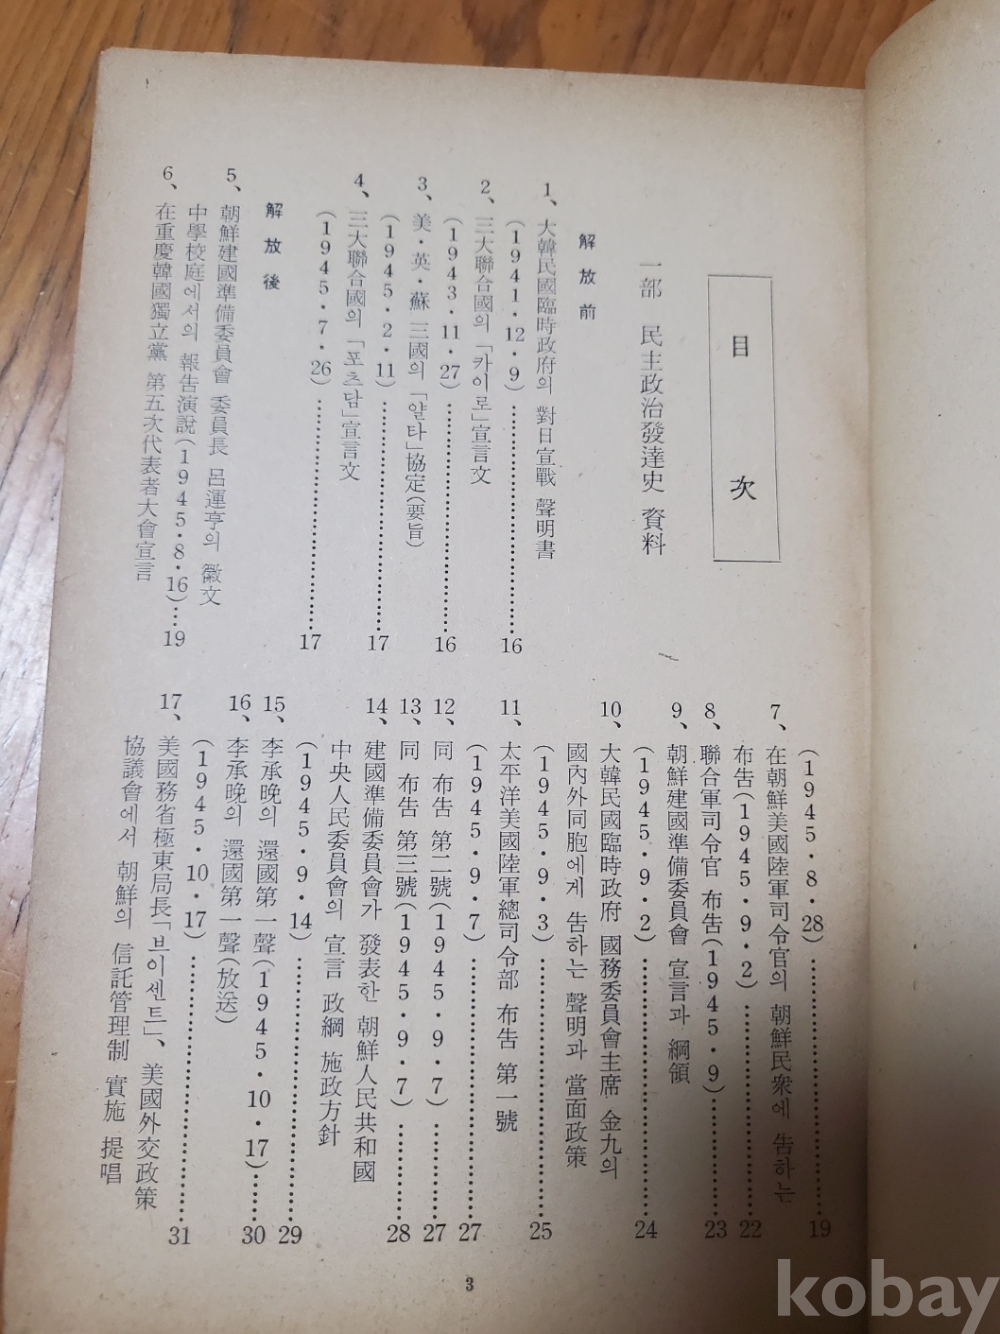 目 次
一部 民主政治發達史 資料
解放前
1、大韓民國臨時政府의 對日宣戰 聲明書
(1941·12·9)……16
2、三大聯合國의「카이로」宣言文
(1943·11·27)……16
3、美·英·蘇 三國의「얄타」協定(要旨)
(1945·2·11)……17
4、三大聯合國의「포츠담」宣言文
(1945·7·26)……17
解放後
5、朝鮮建國準備委員會 委員長 呂運亨의 徽文
中學校庭에서의 報告演說(1945·8·16)…19
6、在重慶韓國獨立黨 第五次代表者大會宣言
(1945·8·28)……19
7、在朝鮮美國陸軍司令官의 朝鮮民衆에 告하는
布告(1945·9·2)……22
8、聯合軍司令官 布告(1945·9)……23
9、朝鮮建國準備委員會 宣言과 綱領
(1945·9·2)……24
10、大韓民國臨時政府 國務委員會主席 金九의
國內外同胞에게 告하는 聲明과 當面政策
(1945·9·3)……25
11、太平洋美國陸軍總司令部 布告 第一號
(1945·9·7)……27
12、同 布告 第二號(1945·9·7)……27
13、同 布告 第三號(1945·9·7)……28
14、建國準備委員會가 發表한 朝鮮人民共和國
中央人民委員會의 宣言 政綱 施政方針
(1945·9·14)……29
15、李承晚의 還國第一聲(1945·10·17)……30
16、李承晚의 還國第一聲(放送)
(1945·10·17)……31
17、美國務省極東局長「브이센트」、美國外交政策
協議會에서 朝鮮의 信託管理制 實施 提唱
3
kobay